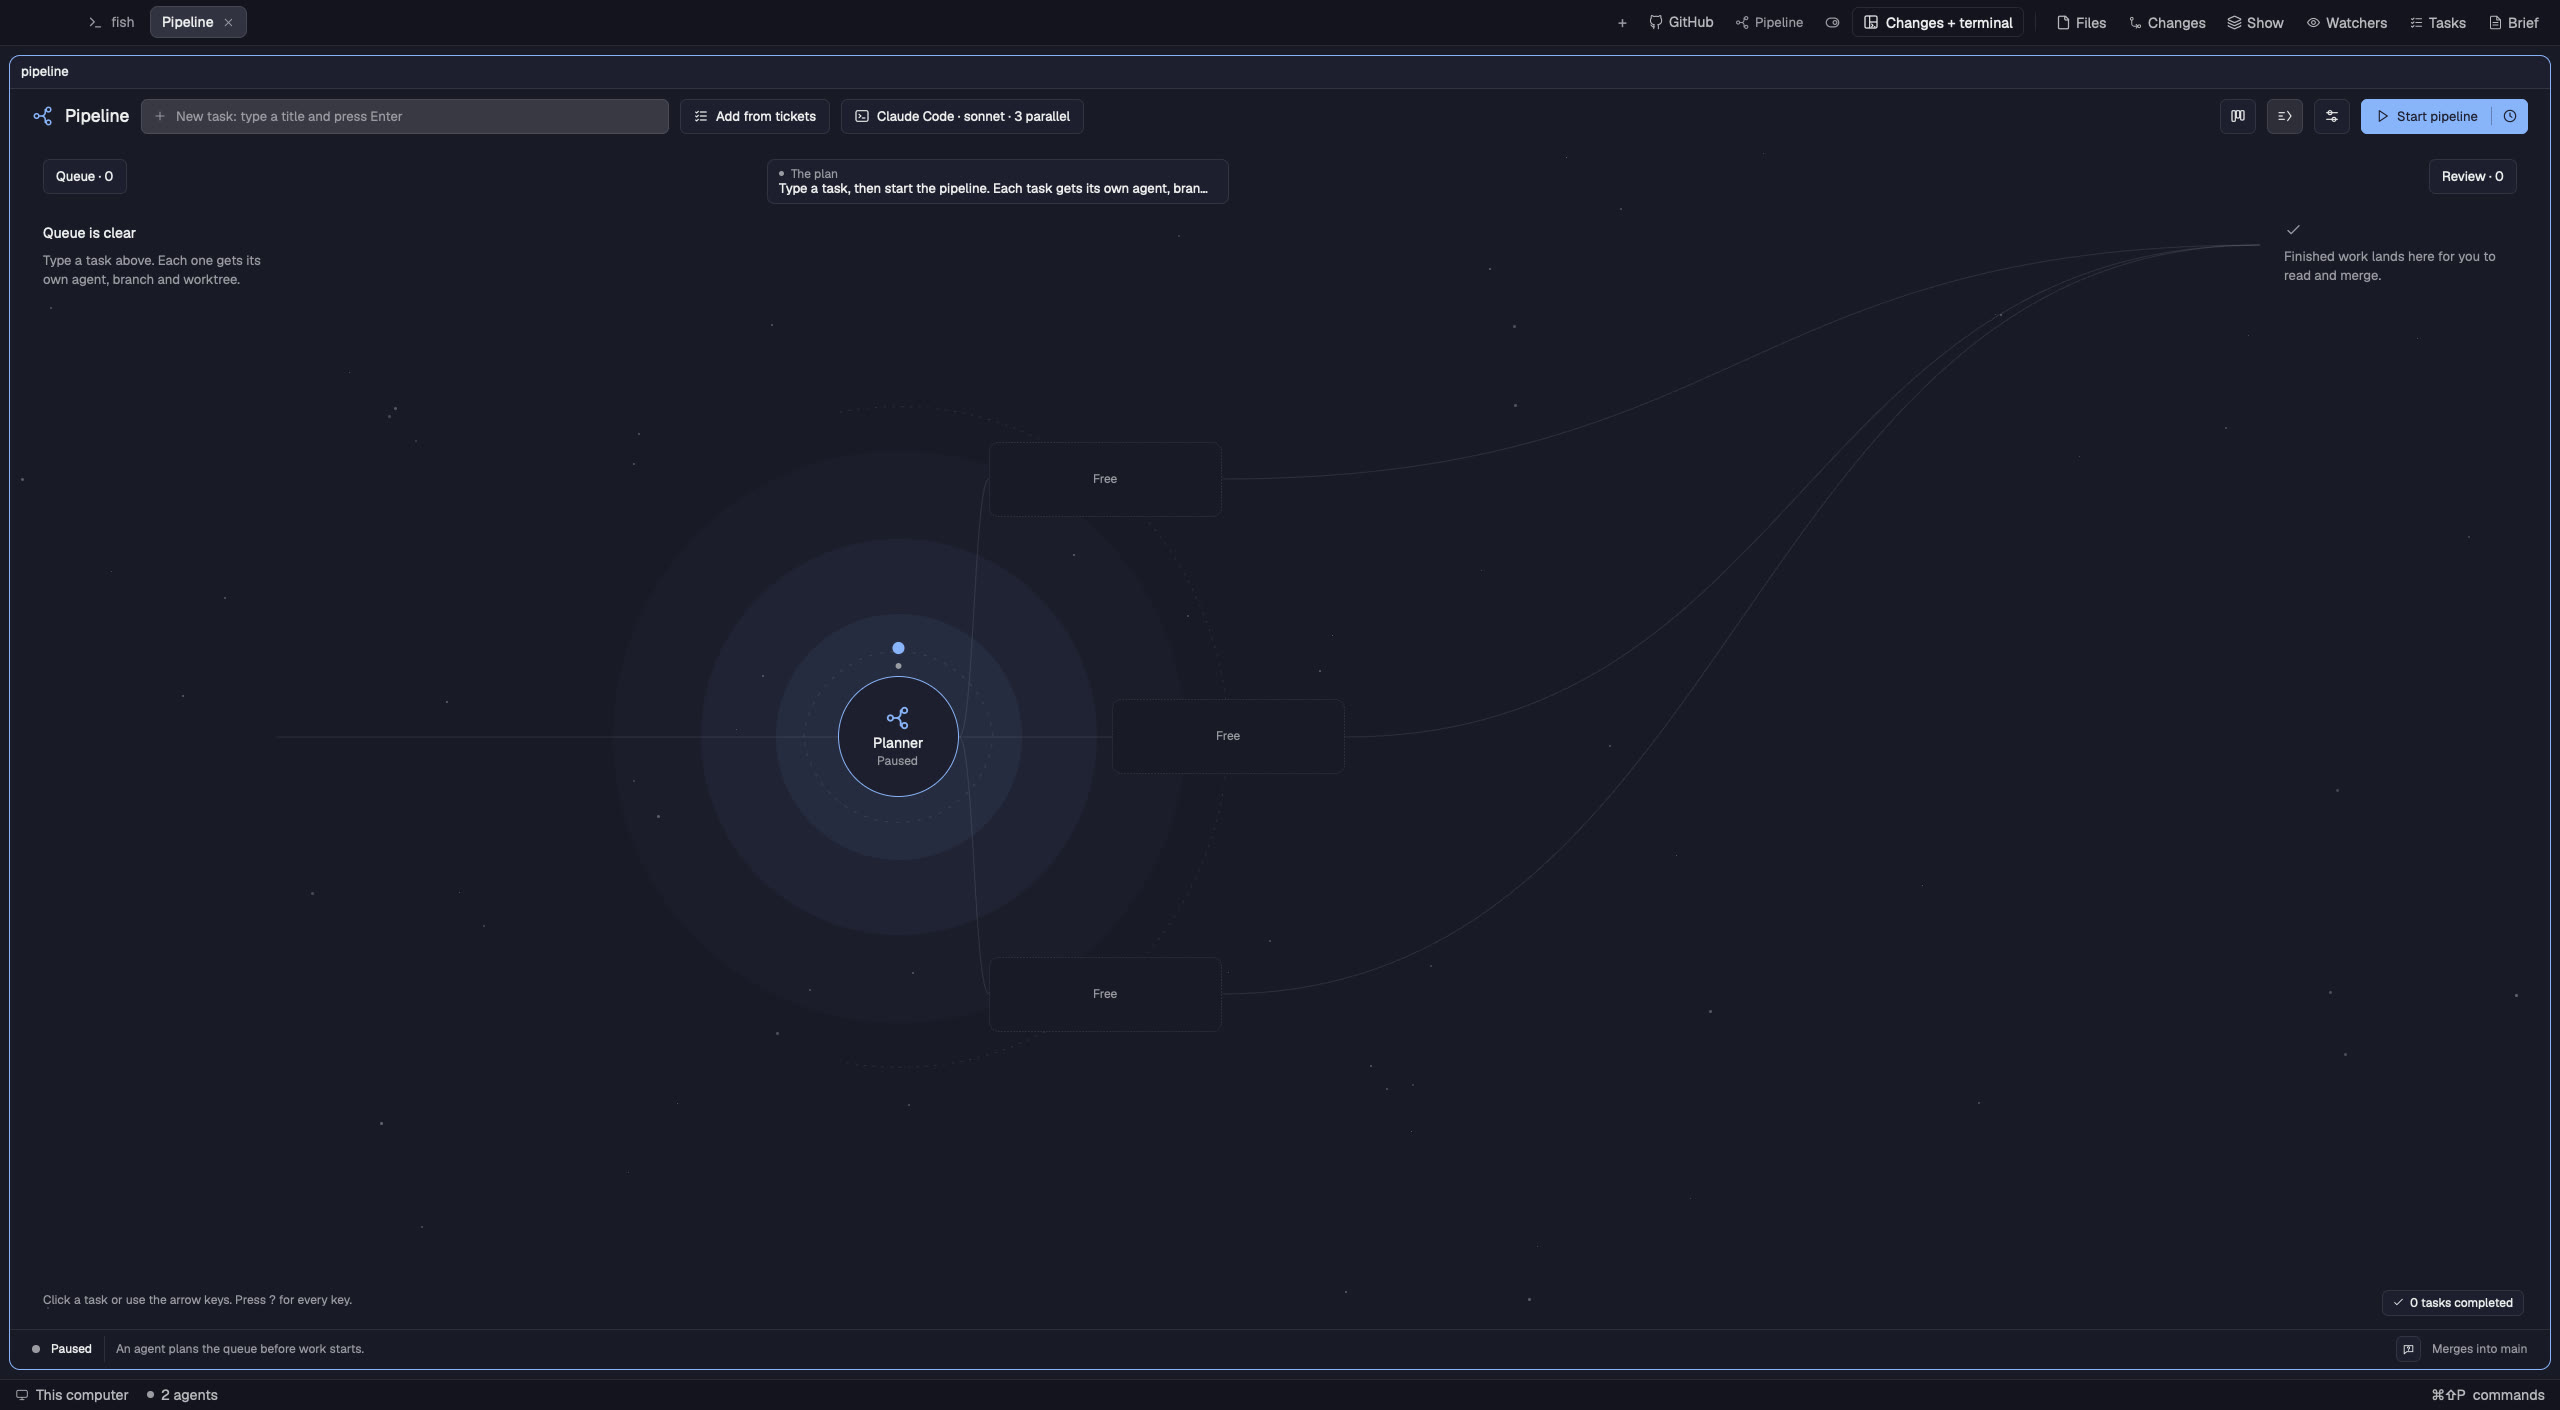 fish
Pipeline
GitHub
Pipeline
Changes + terminal
Files
Changes
Show
Watchers
Tasks
Brief
pipeline
Pipeline
New task: type a title and press Enter
Add from tickets
Claude Code · sonnet · 3 parallel
Start pipeline
Queue · 0
The plan
Type a task, then start the pipeline. Each task gets its own agent, bran...
Review · 0
Queue is clear
Type a task above. Each one gets its
own agent, branch and worktree.
Finished work lands here for you to
read and merge.
Free
Planner
Paused
Free
Free
Click a task or use the arrow keys. Press ? for every key.
0 tasks completed
Paused
An agent plans the queue before work starts.
Merges into main
This computer
2 agents
⌘⇧P commands